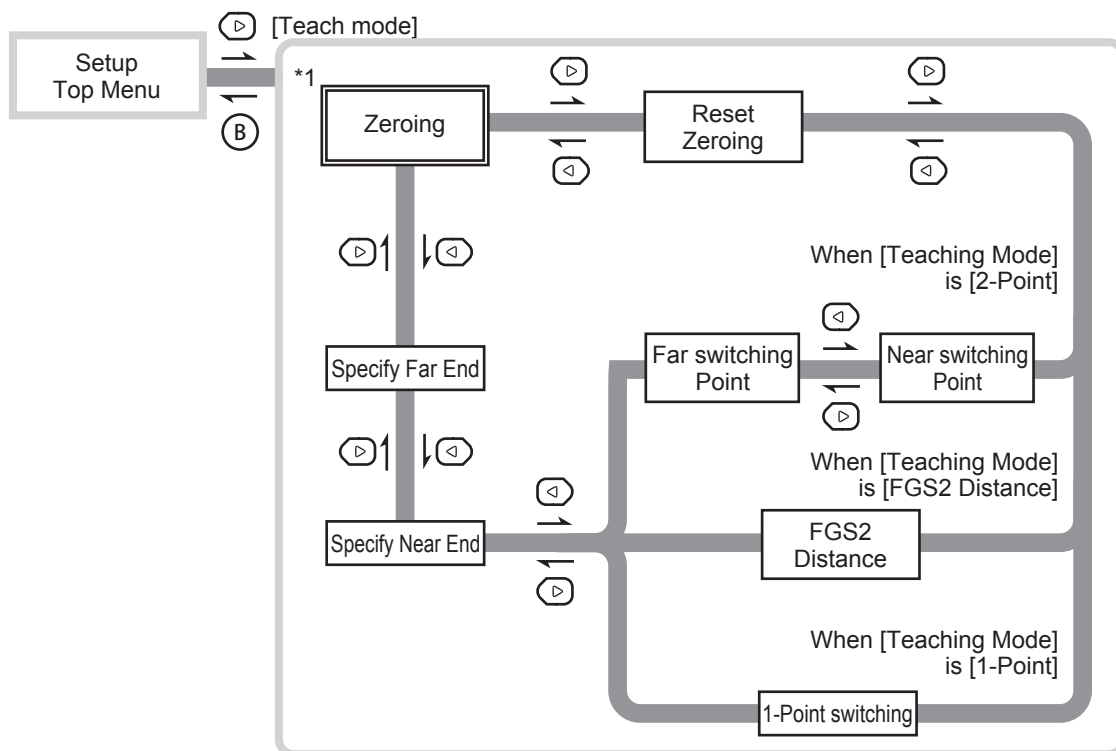 [Teach mode]
Setup
Top Menu
B
*1
Zeroing
Reset
Zeroing
When [Teaching Mode]
is [2-Point]
Specify Far End
Far switching
Point
Near switching
Point
When [Teaching Mode]
is [FGS2 Distance]
Specify Near End
FGS2
Distance
When [Teaching Mode]
is [1-Point]
1-Point switching